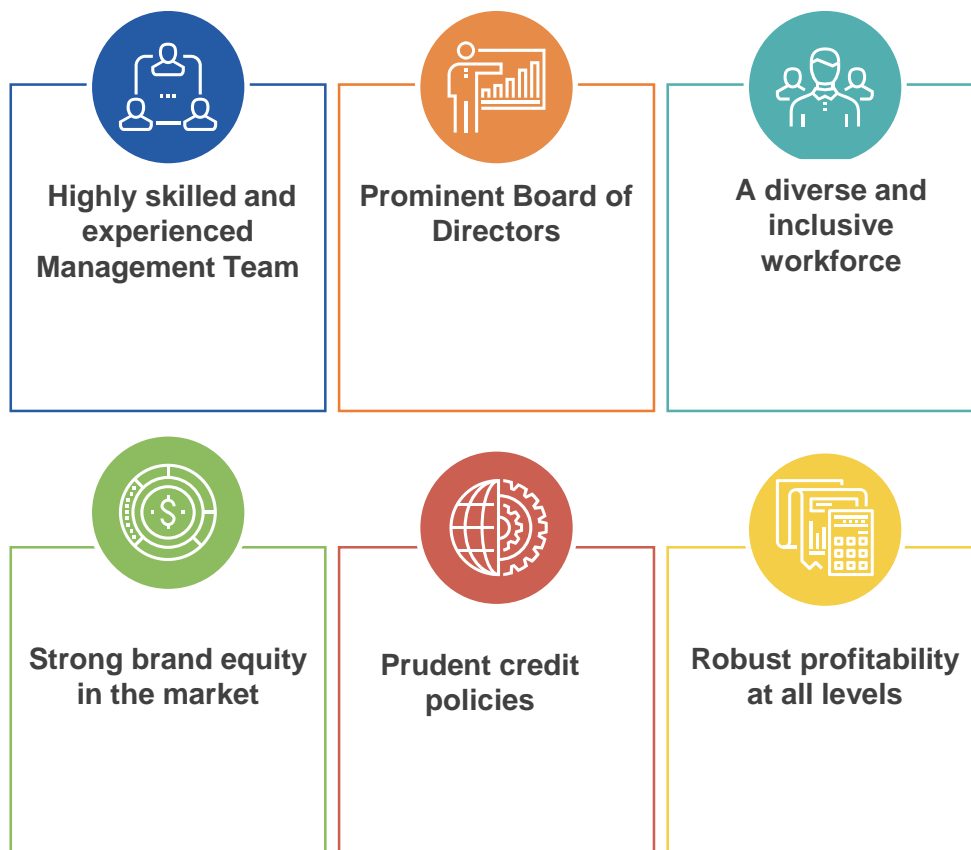 Highly skilled and
experienced
Management Team
Prominent Board of
Directors
A diverse and
inclusive
workforce
Strong brand equity
in the market
Prudent credit
policies
Robust profitability
at all levels